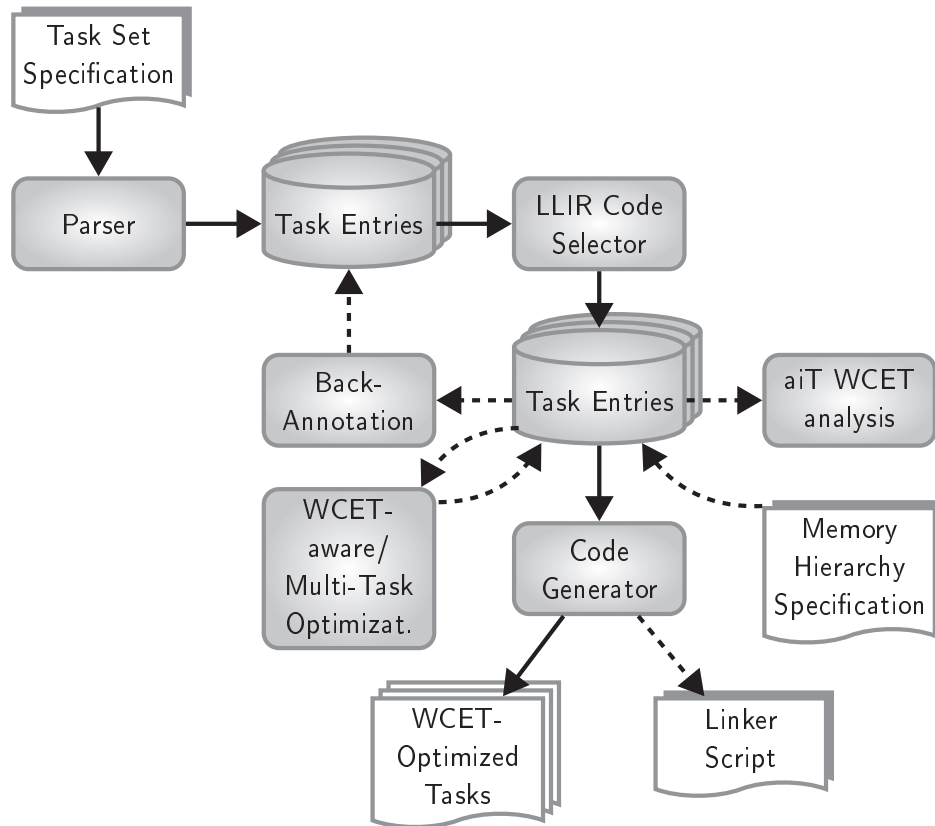 Task Set
Specification
Parser
Task Entries
LLIR Code
Selector
Back-
Annotation
Task Entries
aiT WCET
analysis
WCET-
aware/
Multi-Task
Optimizat.
Code
Generator
Memory
Hierarchy
Specification
WCET-
Optimized
Tasks
Linker
Script